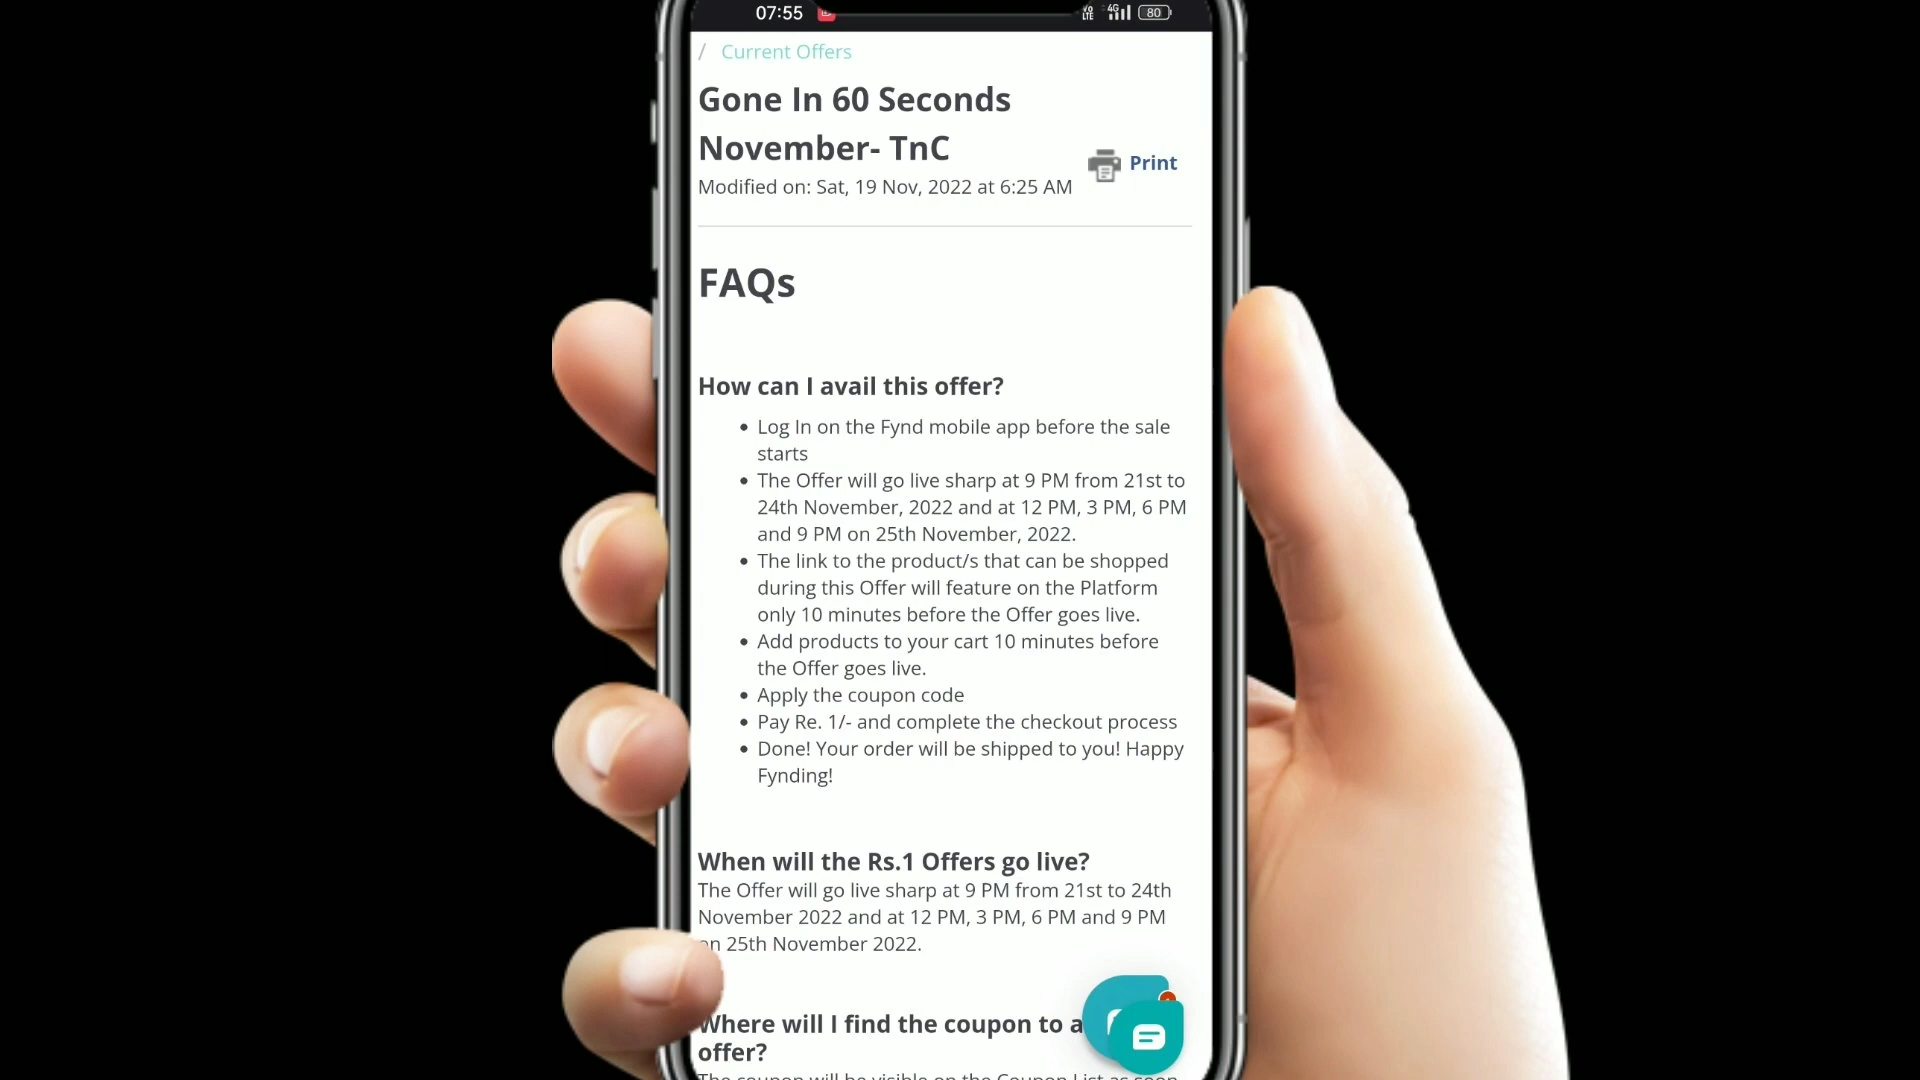 07:55
VO LTE 4G 80
/ Current Offers
Gone In 60 Seconds
November- TnC
Print
Modified on: Sat, 19 Nov, 2022 at 6:25 AM
FAQs
How can I avail this offer?
• Log In on the Fynd mobile app before the sale
starts
• The Offer will go live sharp at 9 PM from 21st to
24th November, 2022 and at 12 PM, 3 PM, 6 PM
and 9 PM on 25th November, 2022.
• The link to the product/s that can be shopped
during this Offer will feature on the Platform
only 10 minutes before the Offer goes live.
• Add products to your cart 10 minutes before
the Offer goes live.
• Apply the coupon code
• Pay Re. 1/- and complete the checkout process
• Done! Your order will be shipped to you! Happy
Fynding!
When will the Rs.1 Offers go live?
The Offer will go live sharp at 9 PM from 21st to 24th
November 2022 and at 12 PM, 3 PM, 6 PM and 9 PM
on 25th November 2022.
Where will I find the coupon to a
offer?
The coupon will be visible on the Coupon List as soon